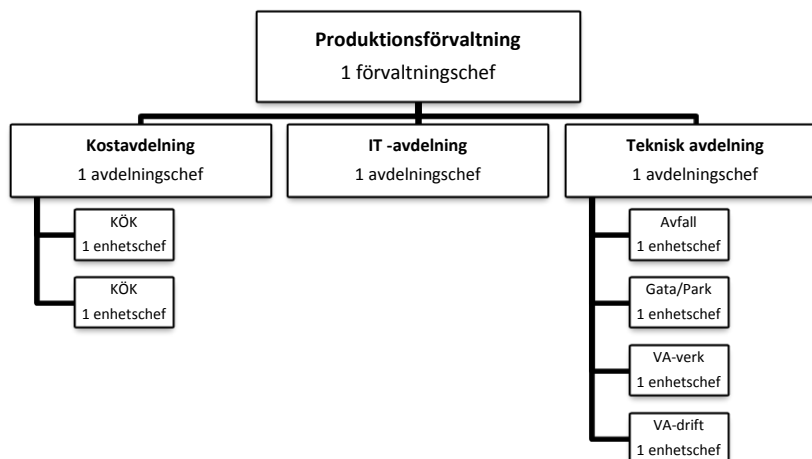 Produktionsförvaltning
1 förvaltningschef
Kostavdelning
1 avdelningschef
KÖK
1 enhetschef
KÖK
1 enhetschef
IT -avdelning
1 avdelningschef
Teknisk avdelning
1 avdelningschef
Avfall
1 enhetschef
Gata/Park
1 enhetschef
VA-verk
1 enhetschef
VA-drift
1 enhetschef